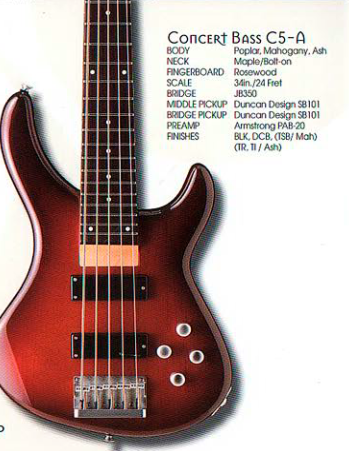 Concert Bass C5-A
BODY Poplar, Mahogany, Ash
NECK Maple/Bolt-on
FINGERBOARD Rosewood
SCALE 34in./24 Fret
BRIDGE JB350
MIDDLE PICKUP Duncan Design SB101
BRIDGE PICKUP Duncan Design SB101
PREAMP Armstrong PAB-20
FINISHES BLK, DCB, (TSB/ Mah)
(TR, TI / Ash)